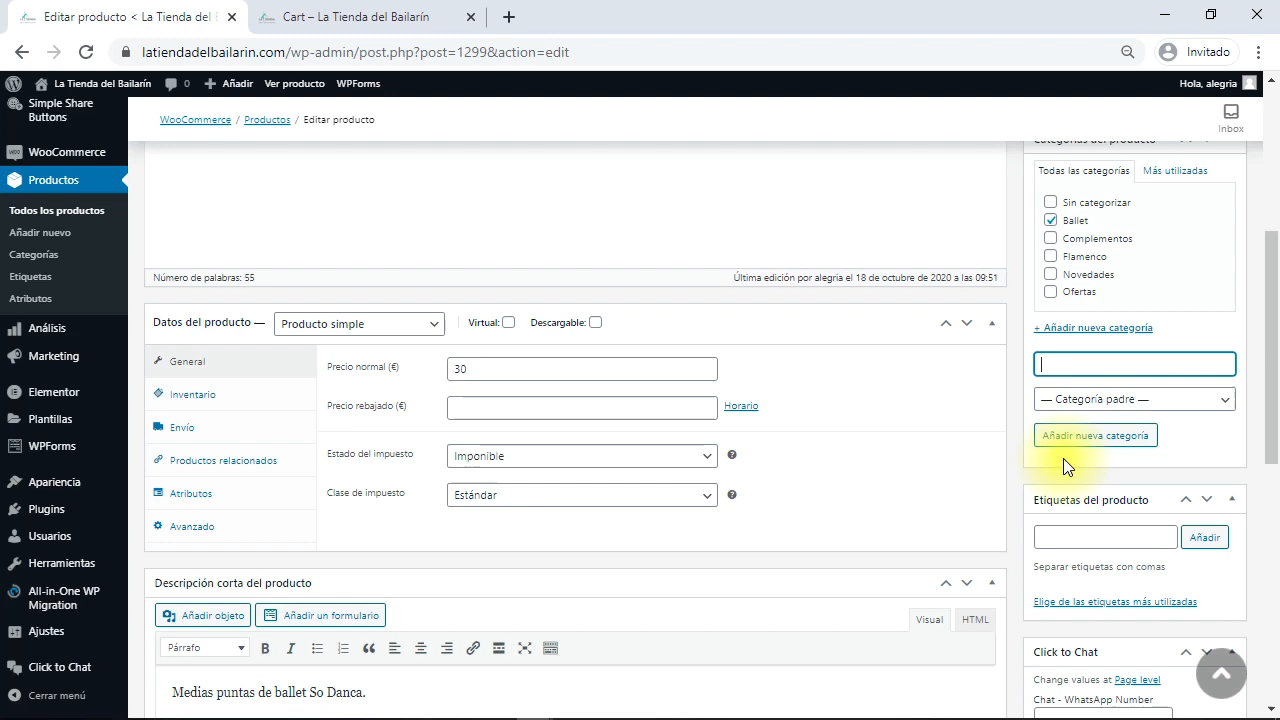 Editar producto < La Tienda del
Cart – La Tienda del Bailarín
latiendadelbailarin.com/wp-admin/post.php?post=1299&action=edit
Invitado
La Tienda del Bailarín
0
Añadir
Ver producto
WPForms
Hola, alegria
Simple Share
Buttons
WooCommerce
Productos
Todos los productos
Añadir nuevo
Categorías
Etiquetas
Atributos
Análisis
Marketing
Elementor
Plantillas
WPForms
Apariencia
Plugins
Usuarios
Herramientas
All-in-One WP
Migration
Ajustes
Click to Chat
Cerrar menú
WooCommerce / Productos / Editar producto
Inbox
Número de palabras: 55
Última edición por alegria el 18 de octubre de 2020 a las 09:51
Datos del producto —
Producto simple
Virtual:
Descargable:
General
Inventario
Envío
Productos relacionados
Atributos
Avanzado
Precio normal (€)
30
Precio rebajado (€)
Horario
Estado del impuesto
Imponible
Clase de impuesto
Estándar
Descripción corta del producto
Añadir objeto
Añadir un formulario
Visual
HTML
Párrafo
B I
Medias puntas de ballet So Danca.
Categorías del producto
Todas las categorías
Más utilizadas
Sin categorizar
Ballet
Complementos
Flamenco
Novedades
Ofertas
+ Añadir nueva categoría
— Categoría padre —
Añadir nueva categoría
Etiquetas del producto
Añadir
Separar etiquetas con comas
Elige de las etiquetas más utilizadas
Click to Chat
Change values at Page level
Chat - WhatsApp Number